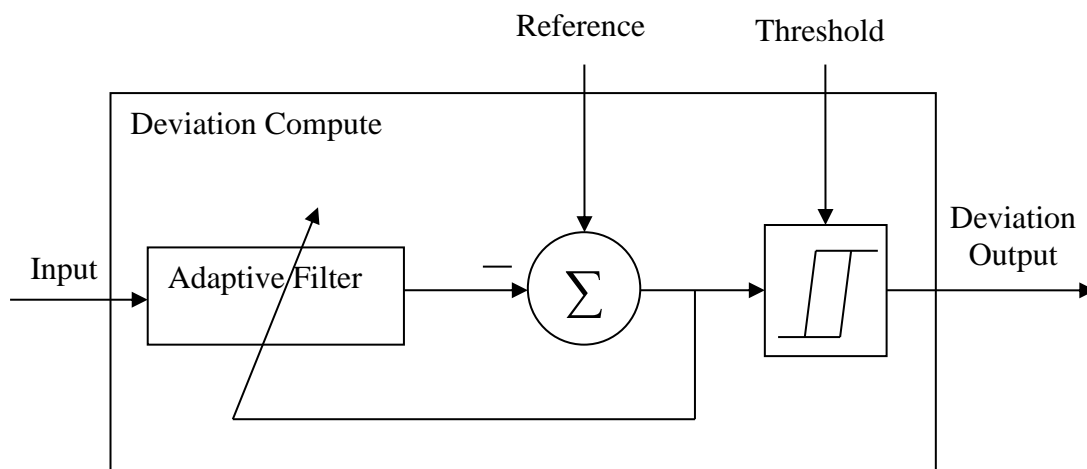 Reference
Threshold
Deviation Compute
Deviation
Output
Input
Adaptive Filter
−
Σ